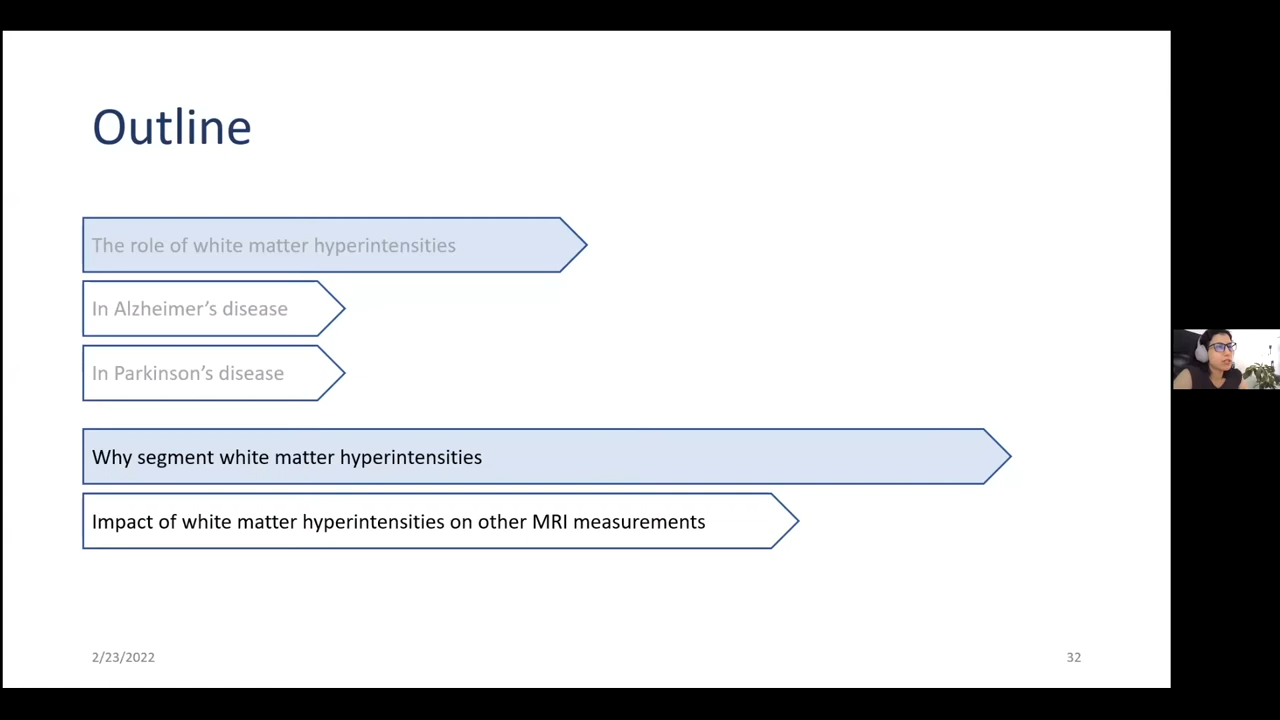 Outline
The role of white matter hyperintensities
In Alzheimer’s disease
In Parkinson’s disease
Why segment white matter hyperintensities
Impact of white matter hyperintensities on other MRI measurements
2/23/2022
32